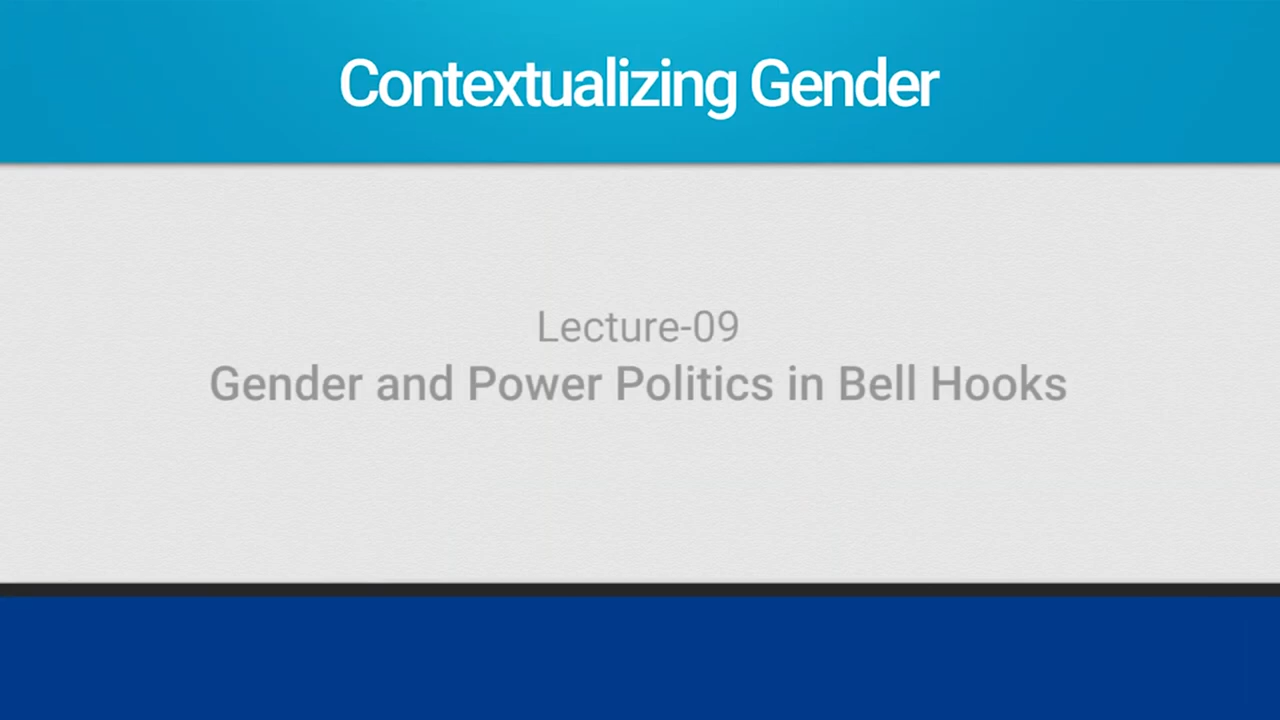 Contextualizing Gender
Lecture-09
Gender and Power Politics in Bell Hooks